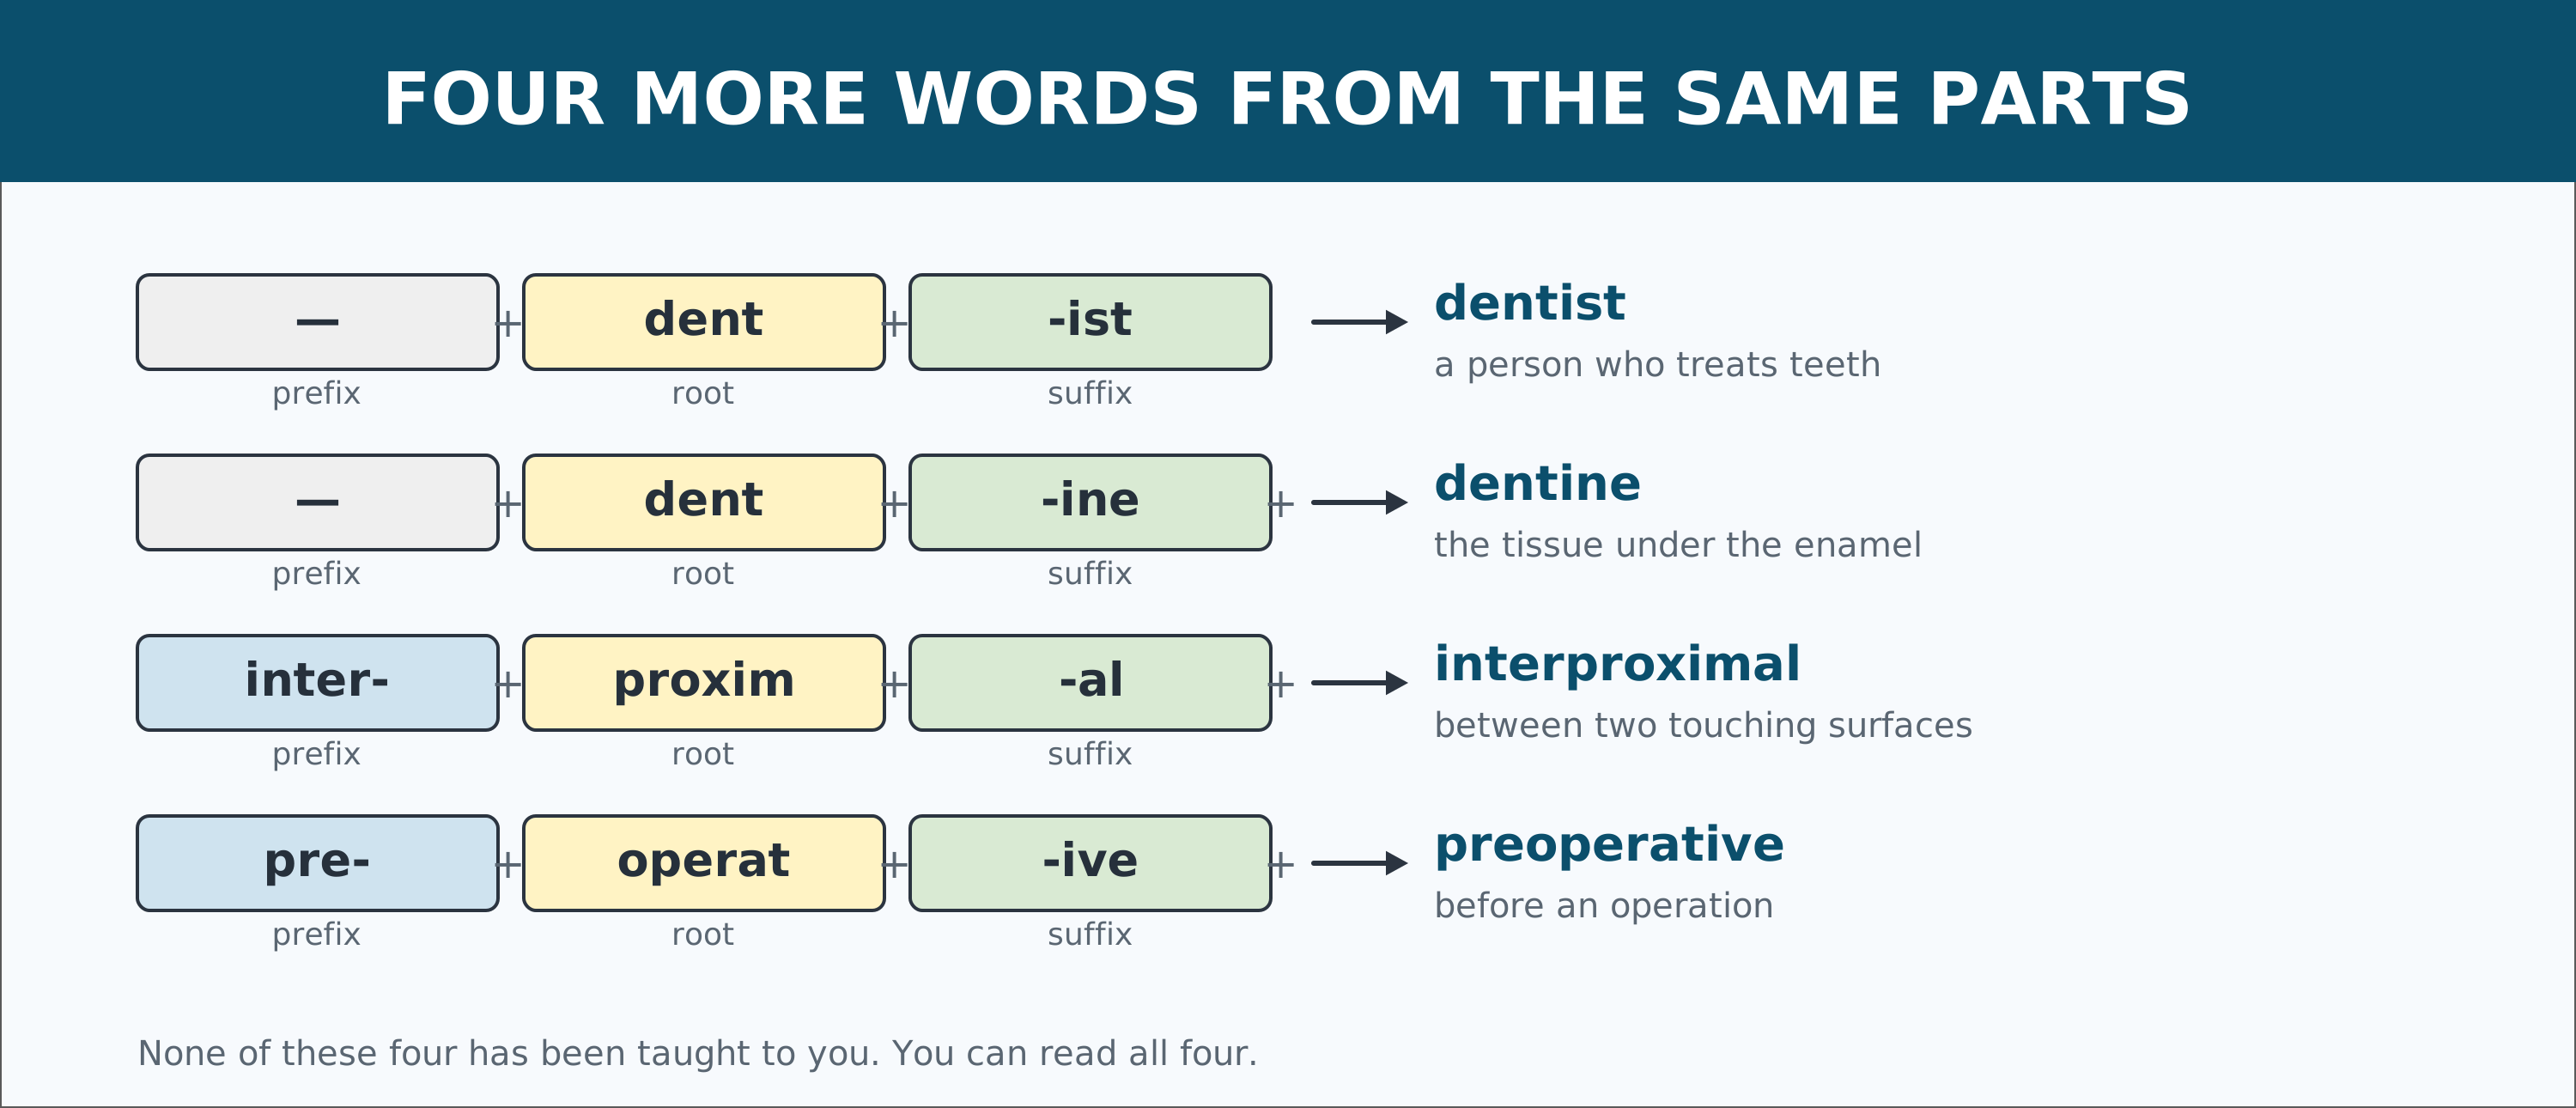 FOUR MORE WORDS FROM THE SAME PARTS
— + dent + -ist → dentist
a person who treats teeth
prefix root suffix
— + dent + -ine + → dentine
the tissue under the enamel
prefix root suffix
inter- + proxim + -al + → interproximal
between two touching surfaces
prefix root suffix
pre- + operat + -ive + → preoperative
before an operation
prefix root suffix
None of these four has been taught to you. You can read all four.